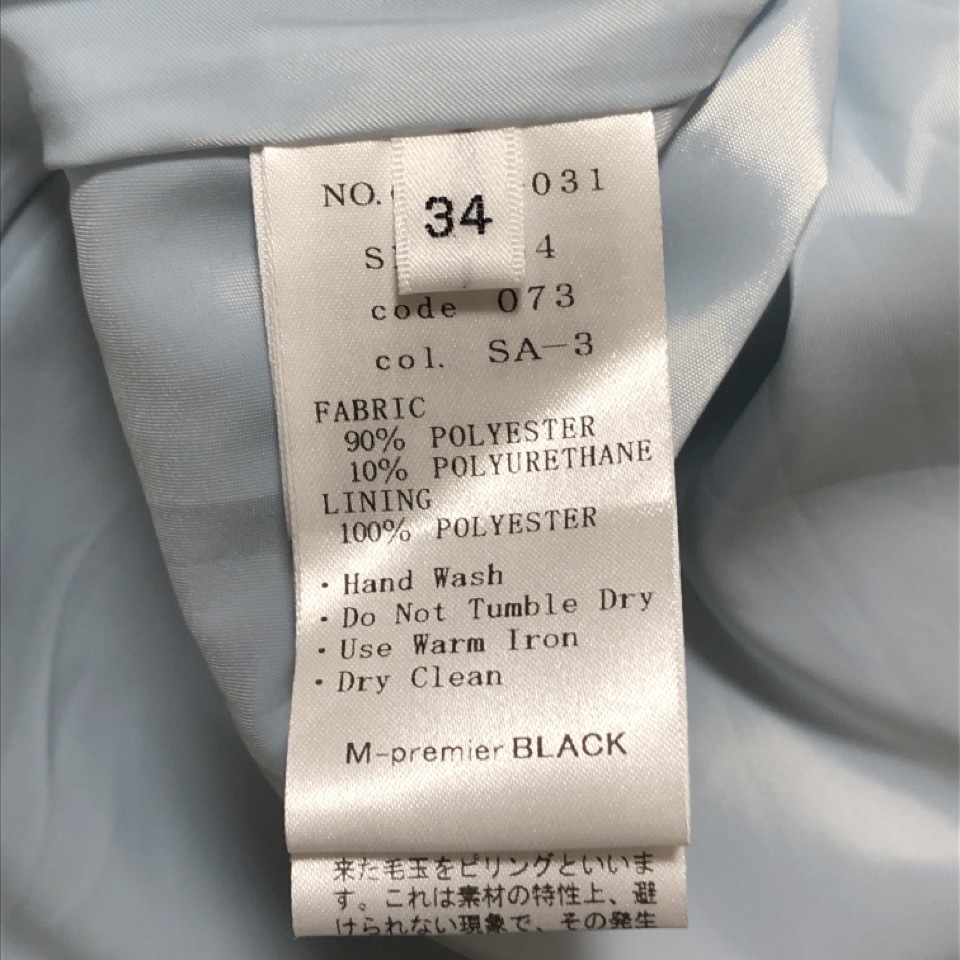 NO. 031
34
4
code 073
col. SA-3
FABRIC
90% POLYESTER
10% POLYURETHANE
LINING
100% POLYESTER
・Hand Wash
・Do Not Tumble Dry
・Use Warm Iron
・Dry Clean
M-premier BLACK
来た毛玉をピリングといいま
す。これは素材の特性上、避
けられない現象で、その発生